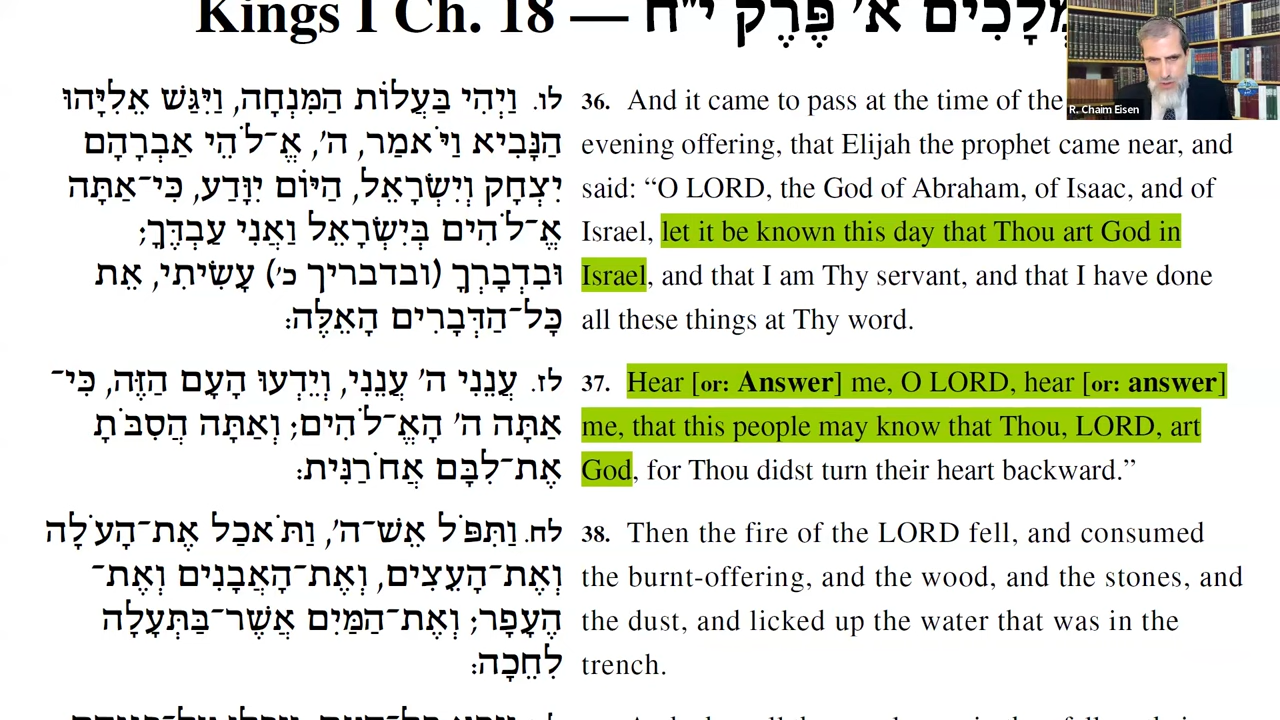 Kings I Ch. 18 — מְלָכִים א' פֶּרֶק י"ח
R. Chaim Eisen
לו. וַיְהִי בַּעֲלוֹת הַמִּנְחָה, וַיִּגַּשׁ אֵלִיָּהוּ
הַנָּבִיא וַיֹּאמַר, ה', אֱ־לֹהֵי אַבְרָהָם
יִצְחָק וְיִשְׂרָאֵל, הַיּוֹם יִוָּדַע, כִּי־אַתָּה
אֱ־לֹהִים בְּיִשְׂרָאֵל וַאֲנִי עַבְדֶּךָ;
וּבִדְבָרְךָ (ובדבריך כ') עָשִׂיתִי, אֵת
כָּל־הַדְּבָרִים הָאֵלֶּה:
36. And it came to pass at the time of the
evening offering, that Elijah the prophet came near, and
said: “O LORD, the God of Abraham, of Isaac, and of
Israel, let it be known this day that Thou art God in
Israel, and that I am Thy servant, and that I have done
all these things at Thy word.
לז. עֲנֵנִי ה' עֲנֵנִי, וְיֵדְעוּ הָעָם הַזֶּה, כִּי־
אַתָּה ה' הָאֱ־לֹהִים; וְאַתָּה הֲסִבֹּתָ
אֶת־לִבָּם אֲחֹרַנִּית:
37. Hear [or: Answer] me, O LORD, hear [or: answer]
me, that this people may know that Thou, LORD, art
God, for Thou didst turn their heart backward.”
לח. וַתִּפֹּל אֵשׁ־ה', וַתֹּאכַל אֶת־הָעֹלָה
וְאֶת־הָעֵצִים, וְאֶת־הָאֲבָנִים וְאֶת־
הֶעָפָר; וְאֶת־הַמַּיִם אֲשֶׁר־בַּתְּעָלָה
לִחֵכָה:
38. Then the fire of the LORD fell, and consumed
the burnt-offering, and the wood, and the stones, and
the dust, and licked up the water that was in the
trench.